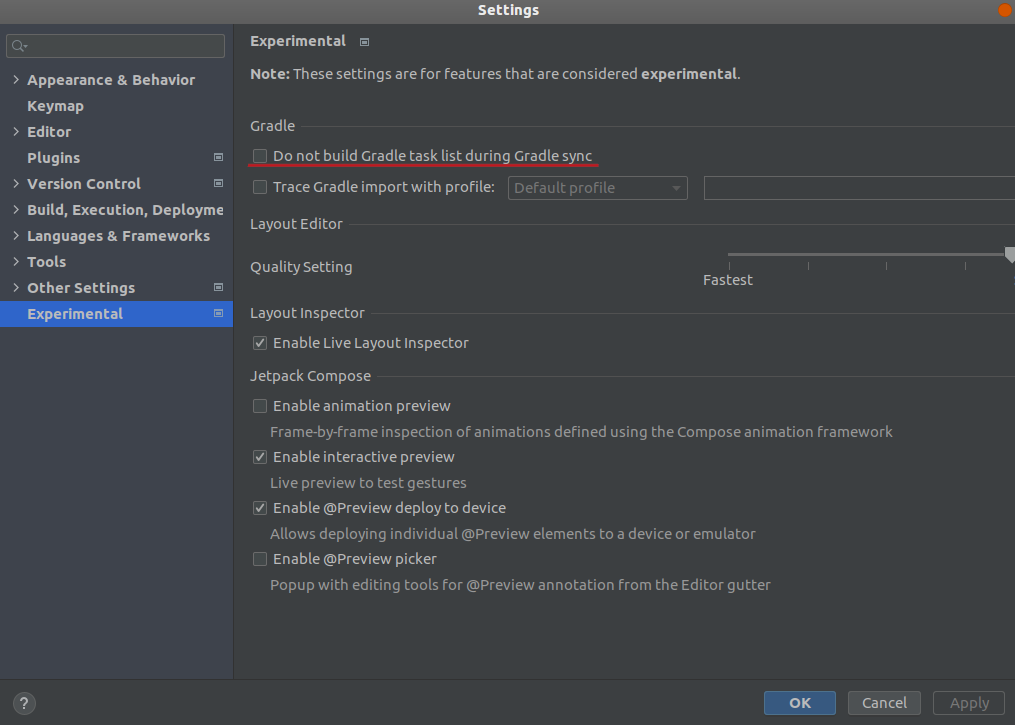 Settings
Appearance & Behavior
Keymap
Editor
Plugins
Version Control
Build, Execution, Deployme
Languages & Frameworks
Tools
Other Settings
Experimental
Experimental
Note: These settings are for features that are considered experimental.
Gradle
Do not build Gradle task list during Gradle sync
Trace Gradle import with profile: Default profile
Layout Editor
Quality Setting
Fastest
Layout Inspector
Enable Live Layout Inspector
Jetpack Compose
Enable animation preview
Frame-by-frame inspection of animations defined using the Compose animation framework
Enable interactive preview
Live preview to test gestures
Enable @Preview deploy to device
Allows deploying individual @Preview elements to a device or emulator
Enable @Preview picker
Popup with editing tools for @Preview annotation from the Editor gutter
? OK Cancel Apply